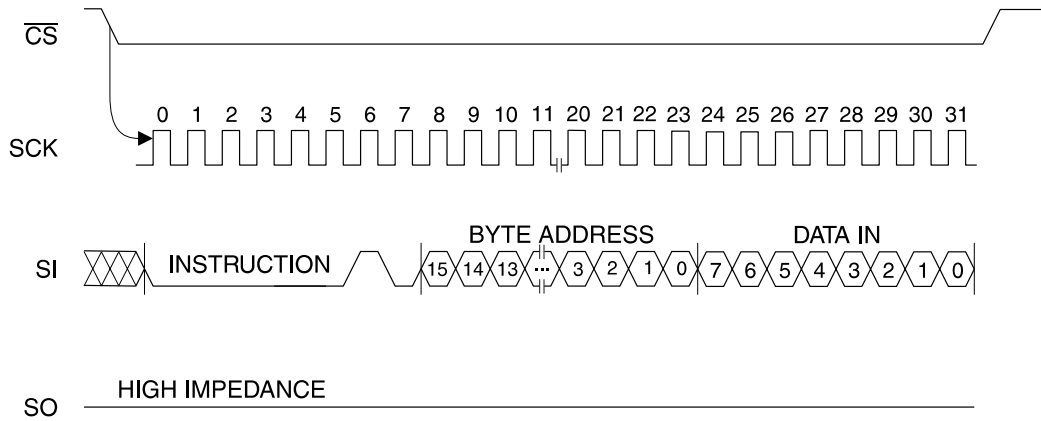 CS
0 1 2 3 4 5 6 7 8 9 10 11 20 21 22 23 24 25 26 27 28 29 30 31
SCK
BYTE ADDRESS DATA IN
SI INSTRUCTION 15 14 13 ... 3 2 1 0 7 6 5 4 3 2 1 0
HIGH IMPEDANCE
SO